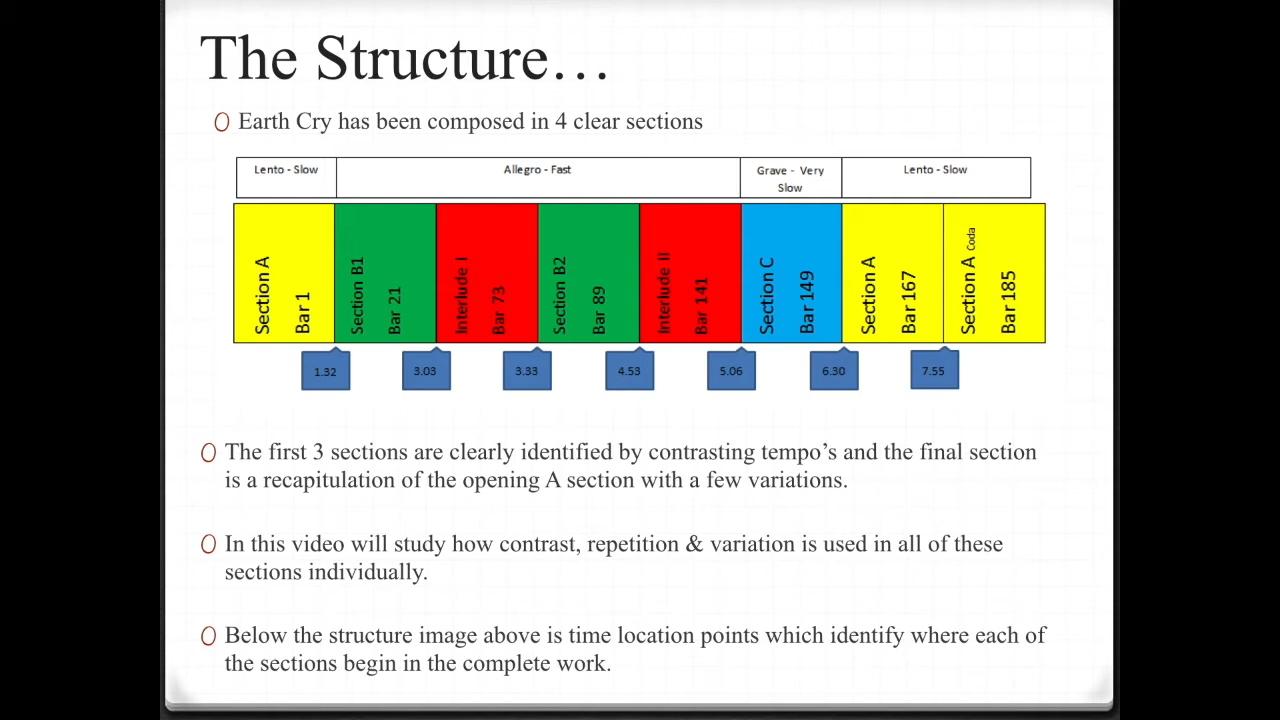 The Structure…
Earth Cry has been composed in 4 clear sections
Lento - Slow
Allegro - Fast
Grave - Very
Slow
Lento - Slow
Section A
Bar 1
Section B1
Bar 21
Interlude I
Bar 73
Section B2
Bar 89
Interlude II
Bar 141
Section C
Bar 149
Section A
Bar 167
Section A Coda
Bar 185
1.32
3.03
3.33
4.53
5.06
6.30
7.55
The first 3 sections are clearly identified by contrasting tempo’s and the final section
is a recapitulation of the opening A section with a few variations.
In this video will study how contrast, repetition & variation is used in all of these
sections individually.
Below the structure image above is time location points which identify where each of
the sections begin in the complete work.